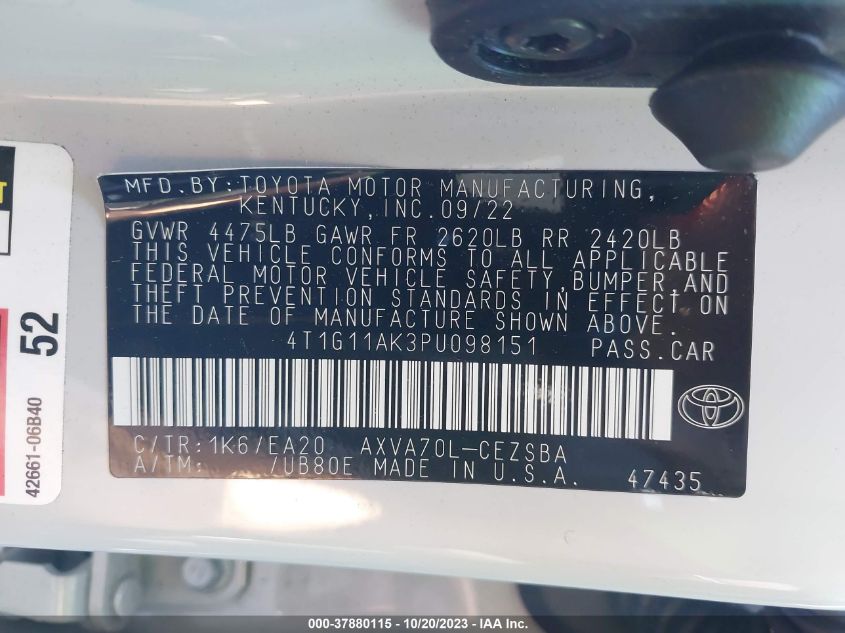 MFD. BY: TOYOTA MOTOR MANUFACTURING,
KENTUCKY, INC. 09/22
GVWR 4475LB GAWR FR 2620LB RR 2420LB
THIS VEHICLE CONFORMS TO ALL APPLICABLE
FEDERAL MOTOR VEHICLE SAFETY, BUMPER, AND
THEFT PREVENTION STANDARDS IN EFFECT ON
THE DATE OF MANUFACTURE SHOWN ABOVE.
4T1G11AK3PU098151 PASS. CAR
C/TR: 1K6/EA20 AXVA70L-CEZSBA
A/TM: /UB80E MADE IN U.S.A.
47435
52
42661-06B40
000-37880115 - 10/20/2023 - IAA Inc.